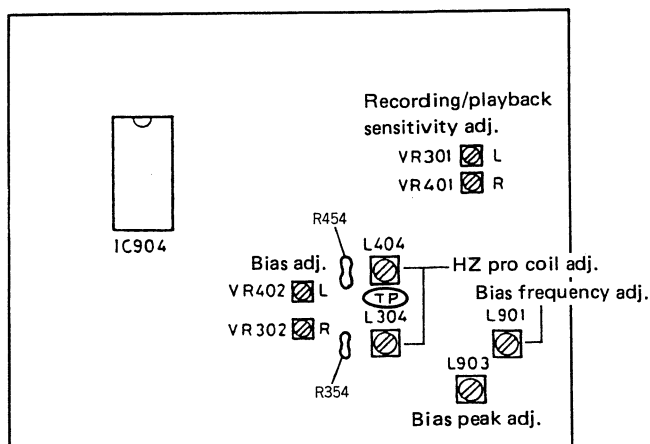 Recording/playback
sensitivity adj.
VR301 L
VR401 R
IC904
R454
L404
Bias adj.
HZ pro coil adj.
VR402 L
TP
Bias frequency adj.
VR302 R
L304
L901
R354
L903
Bias peak adj.